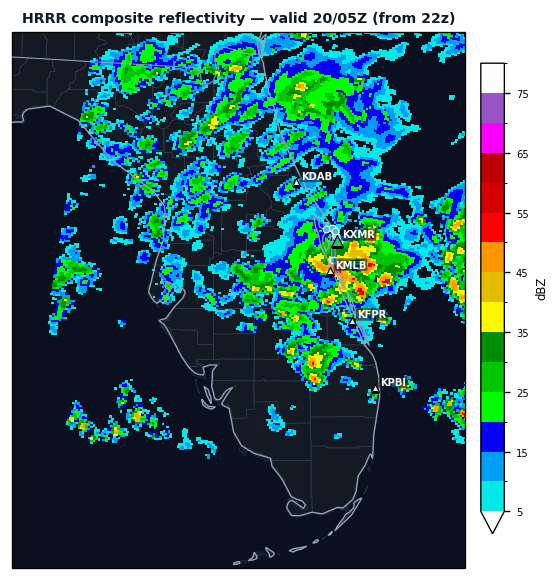 HRRR composite reflectivity — valid 20/05Z (from 22z)
KDAB
KXMR
KMLB
KFPR
KPBI
75
65
55
45
35
25
15
5
dBZ